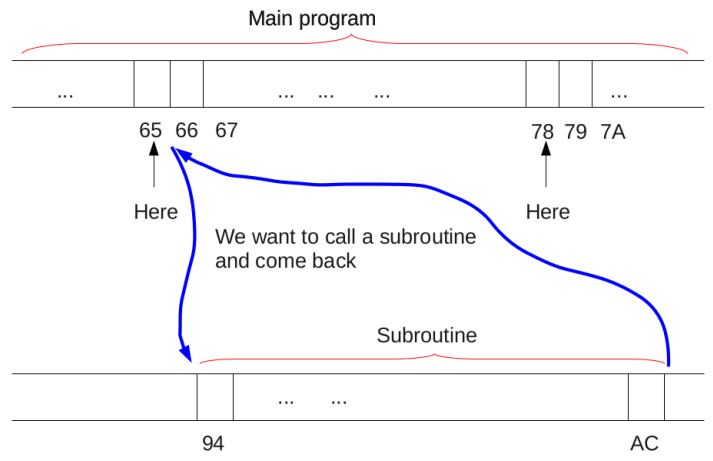 Main program
... ... ... ... ...
65 66 67 78 79 7A
Here Here
We want to call a subroutine
and come back
Subroutine
... ...
94 AC